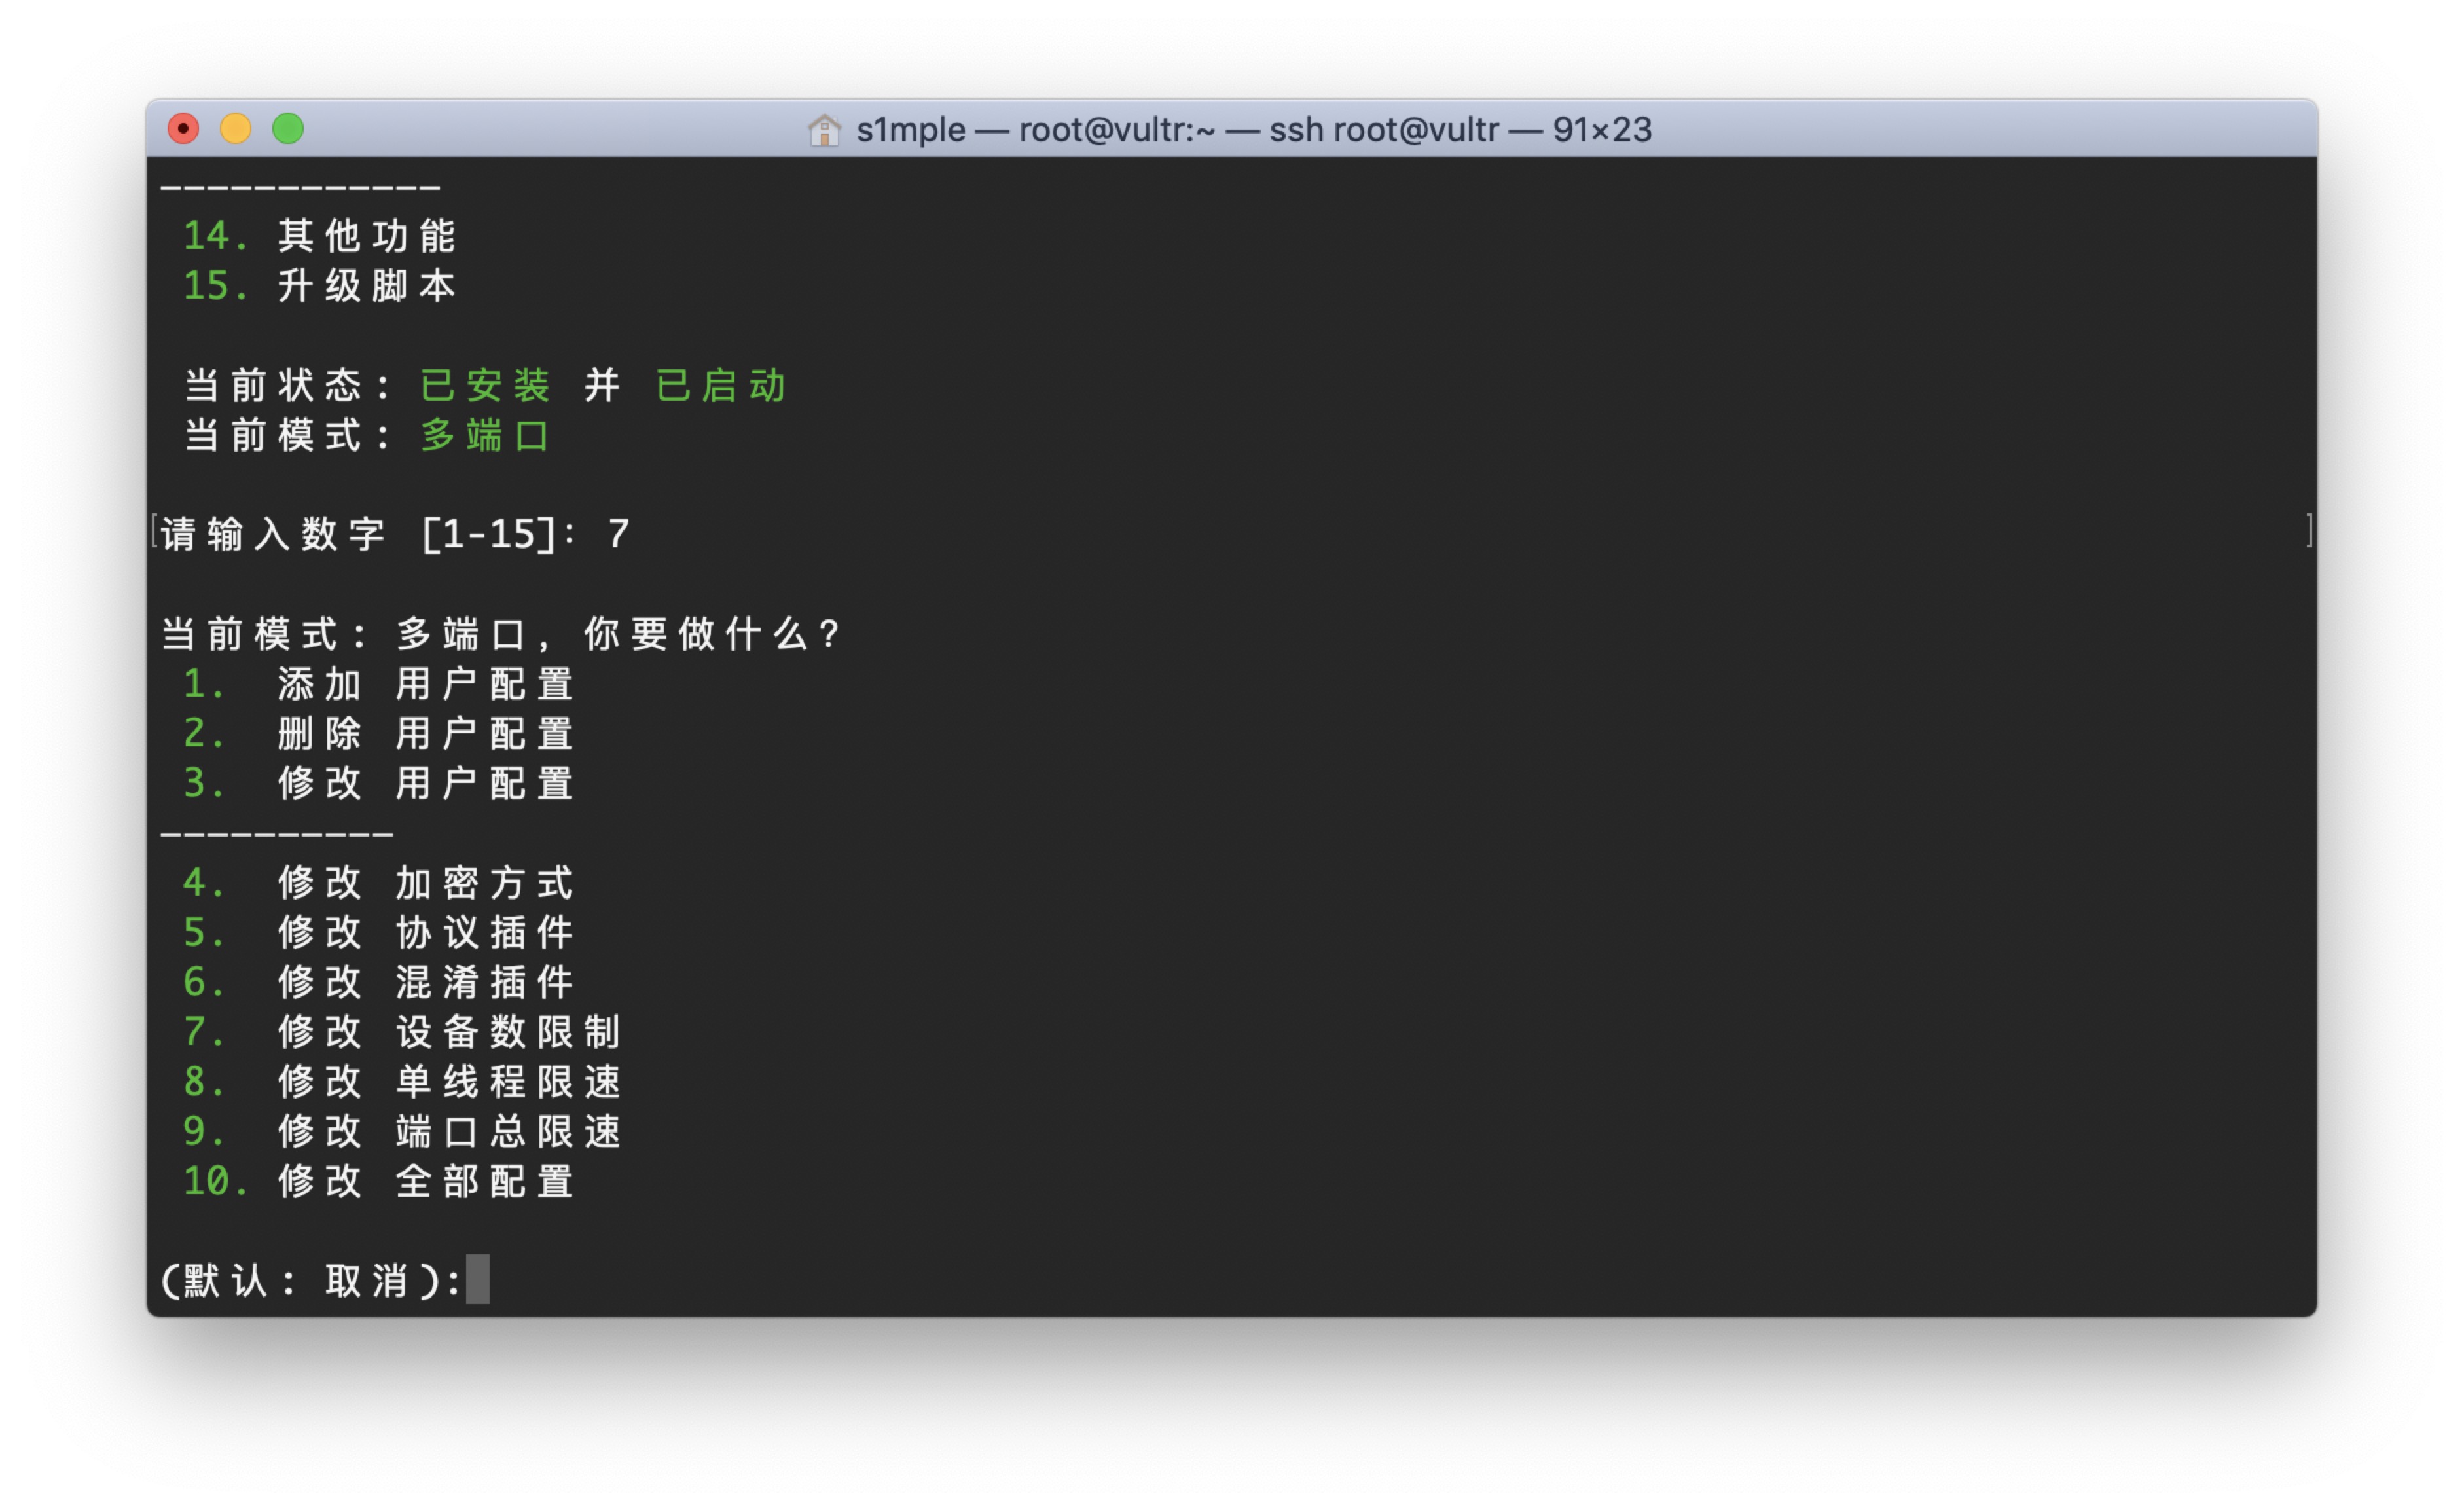 s1mple — root@vultr:~ — ssh root@vultr — 91×23
————————————
14. 其他功能
15. 升级脚本
当前状态: 已安装 并 已启动
当前模式: 多端口
请输入数字 [1-15]: 7
当前模式: 多端口,你要做什么?
1. 添加 用户配置
2. 删除 用户配置
3. 修改 用户配置
——————————
4. 修改 加密方式
5. 修改 协议插件
6. 修改 混淆插件
7. 修改 设备数限制
8. 修改 单线程限速
9. 修改 端口总限速
10. 修改 全部配置
(默认: 取消):